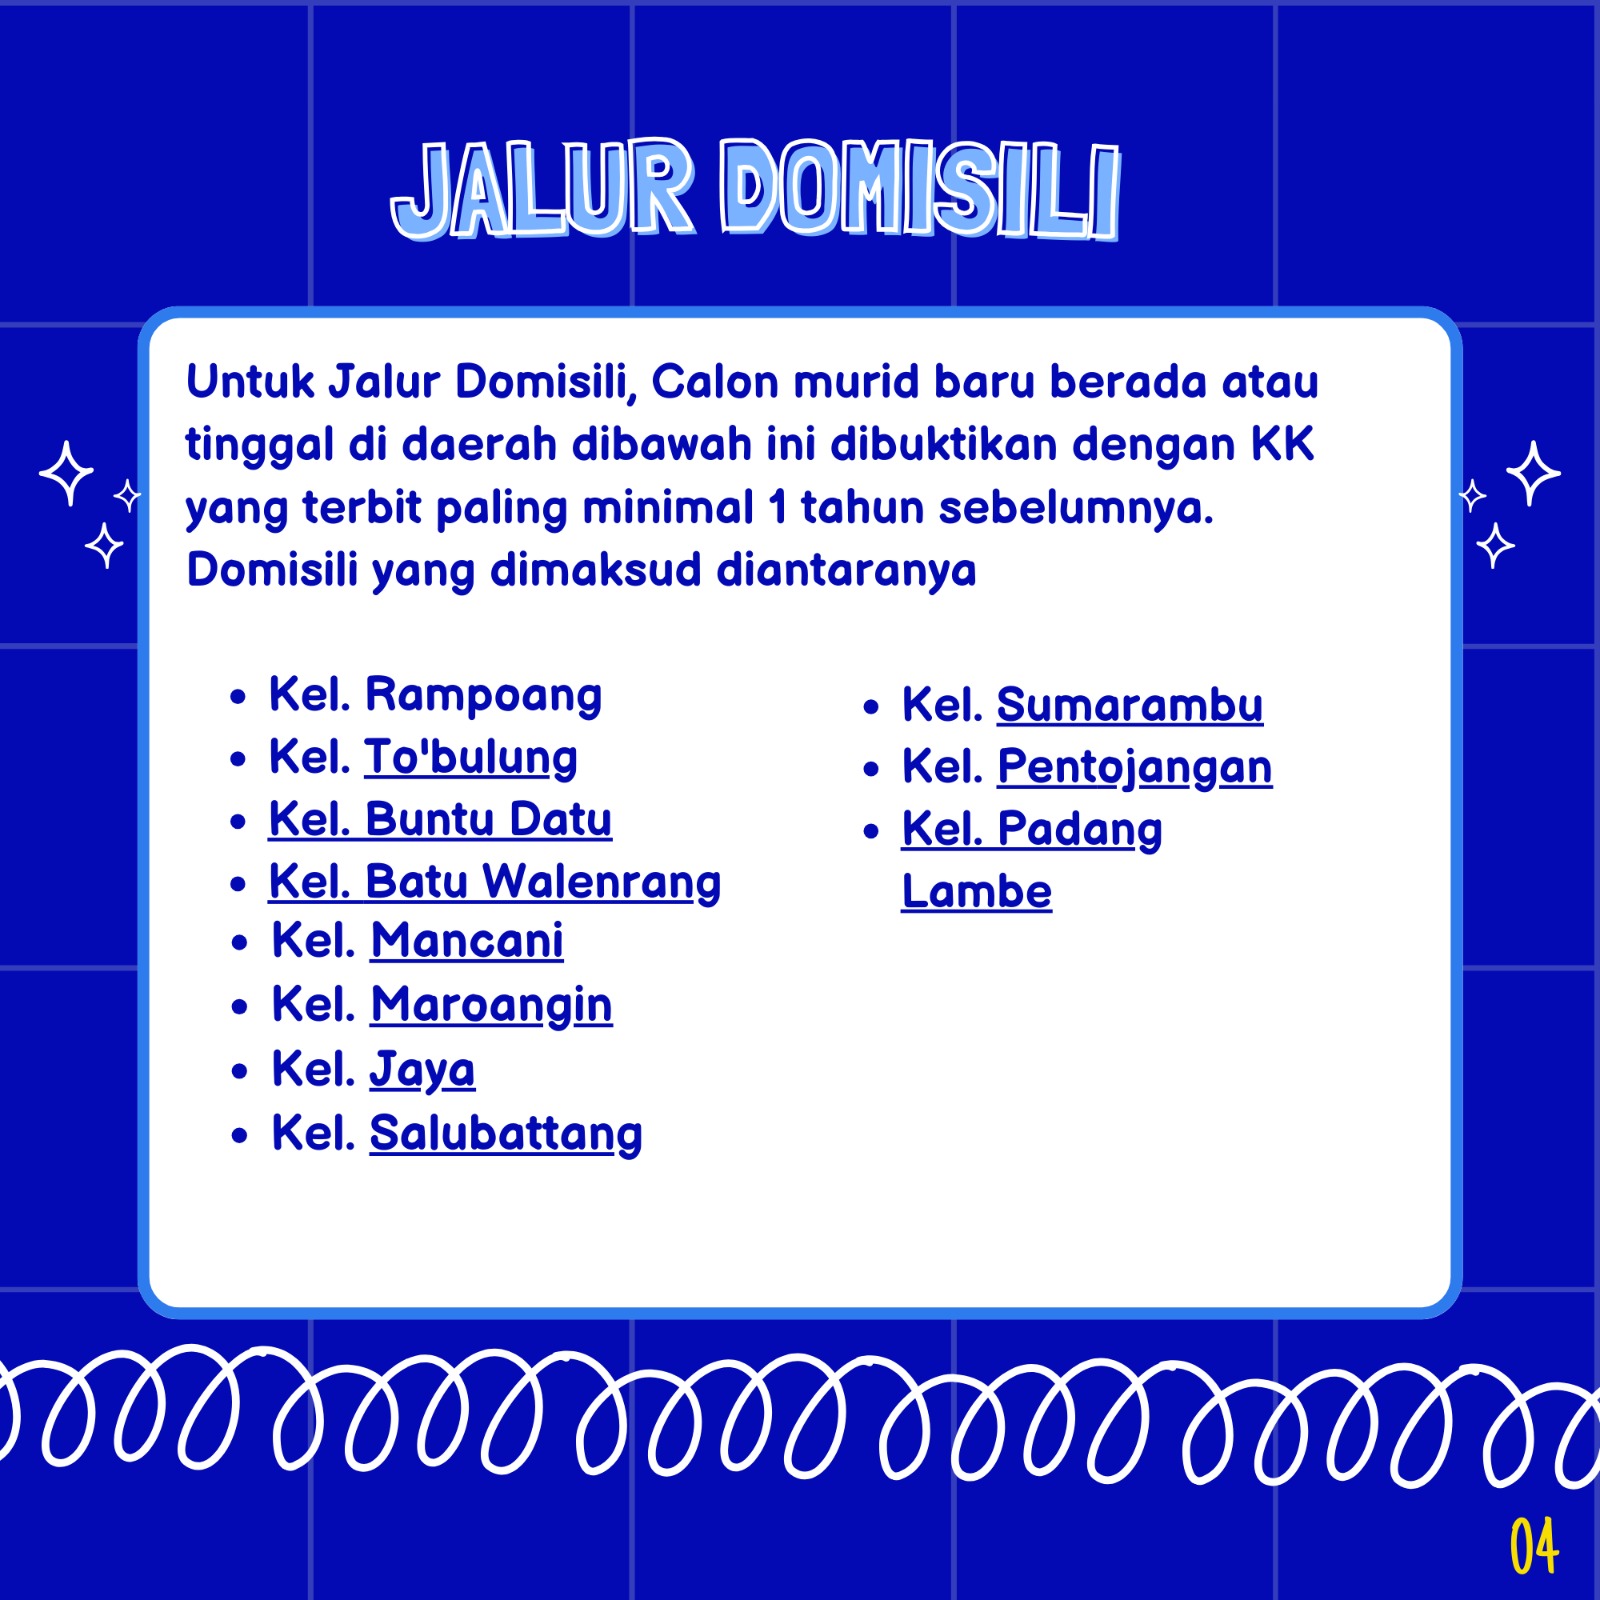 JALUR DOMISILI
Untuk Jalur Domisili, Calon murid baru berada atau
tinggal di daerah dibawah ini dibuktikan dengan KK
yang terbit paling minimal 1 tahun sebelumnya.
Domisili yang dimaksud diantaranya
• Kel. Rampoang
• Kel. To'bulung
• Kel. Buntu Datu
• Kel. Batu Walenrang
• Kel. Mancani
• Kel. Maroangin
• Kel. Jaya
• Kel. Salubattang
• Kel. Sumarambu
• Kel. Pentojangan
• Kel. Padang
Lambe
04